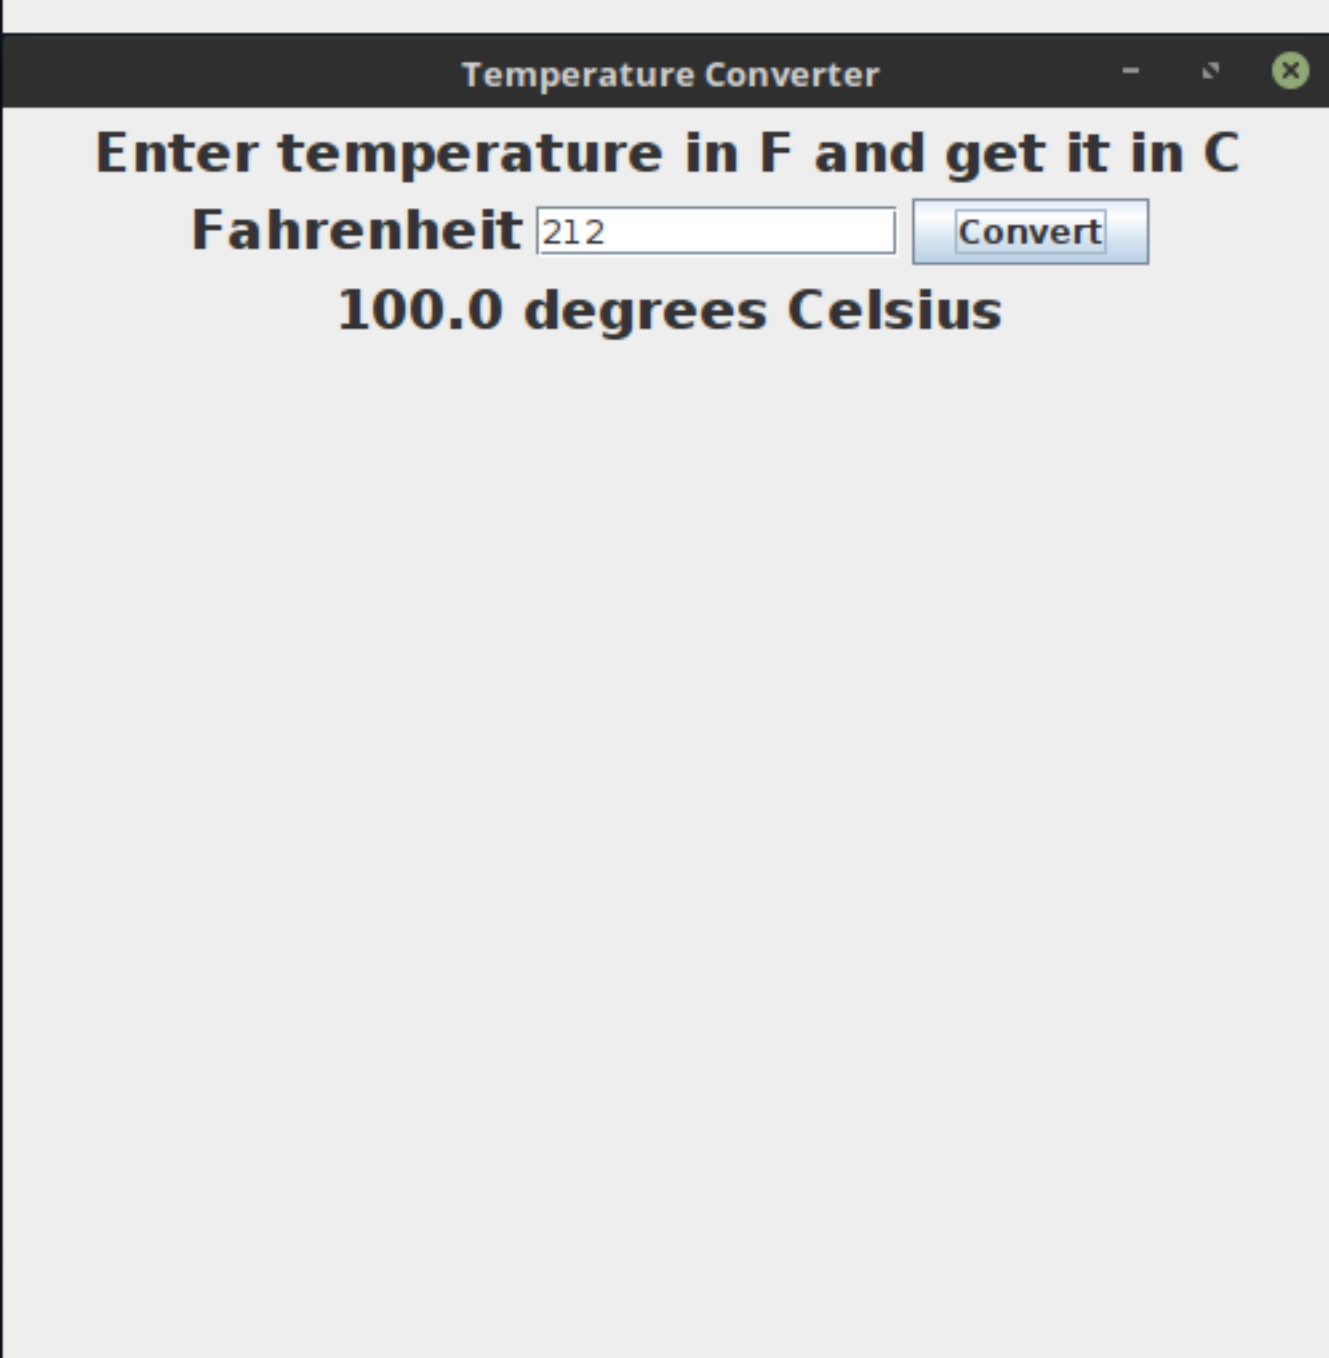 Temperature Converter
Enter temperature in F and get it in C
Fahrenheit 212 Convert
100.0 degrees Celsius